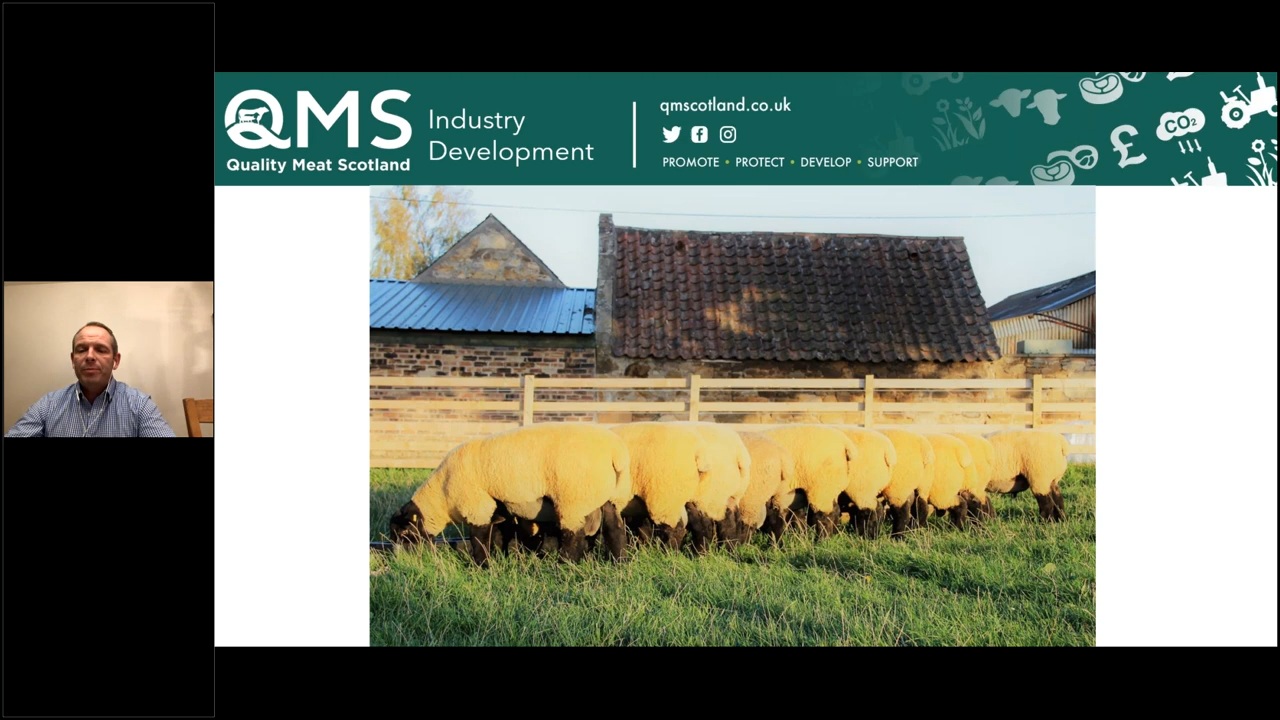 QMS
Quality Meat Scotland
Industry
Development
qmscotland.co.uk
PROMOTE • PROTECT • DEVELOP • SUPPORT
£
CO₂